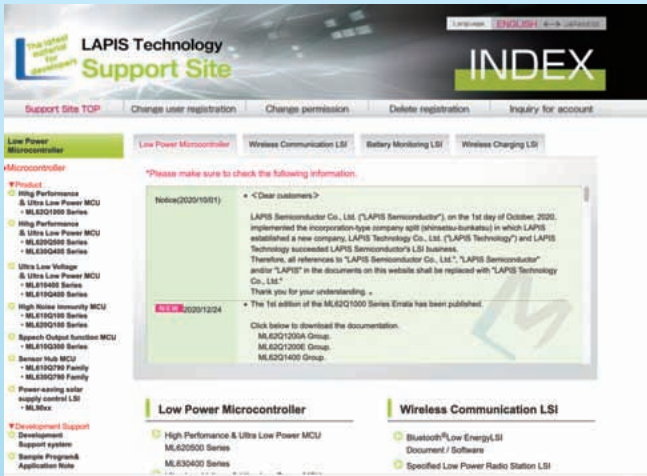 The latest
material
for
developers
LAPIS Technology
Support Site
Language
ENGLISH
JAPANESE
INDEX
Support Site TOP
Change user registration
Change permission
Delete registration
Inquiry for account
Low Power
Microcontroller
Microcontroller
▼Product
Hihg Performance
& Ultra Low Power MCU
・ML62Q1000 Series
Hihg Performance
& Ultra Low Power MCU
・ML620Q500 Series
・ML630Q400 Series
Ultra Low Voltage
& Ultra Low Power MCU
・ML610400 Series
・ML610Q400 Series
High Noise immunity MCU
・ML610Q100 Series
・ML620Q100 Series
Sppech Output function MCU
・ML610Q300 Series
Sensor Hub MCU
・ML610Q790 Family
・ML630Q790 Family
Power-saving solar
supply control LSI
・ML90xx
▼Development Support
Development
Support system
Sample Program&
Application Note
Low Power Microcontroller
Wireless Communication LSI
Battery Monitoring LSI
Wireless Charging LSI
*Please make sure to check the following information.
Notice(2020/10/01)
• <Dear customers>
LAPIS Semiconductor Co., Ltd. ("LAPIS Semiconductor"), on the 1st day of October, 2020,
implemented the incorporation-type company split (shinsetsu-bunkatsu) in which LAPIS
established a new company, LAPIS Technology Co., Ltd. ("LAPIS Technology") and LAPIS
Technology succeeded LAPIS Semiconductor's LSI business.
Therefore, all references to "LAPIS Semiconductor Co., Ltd.", "LAPIS Semiconductor"
and/or "LAPIS" in the documents on this website shall be replaced with "LAPIS Technology
Co., Ltd."
Thank you for your understanding. 。
NEW 2020/12/24
• The 1st edition of the ML62Q1000 Series Errata has been published.
Click below to download the documentation.
ML62Q1200A Group.
ML62Q1200E Group.
ML62Q1400 Group.
Low Power Microcontroller
High Perfomance & Ultra Low Power MCU
ML620500 Series
ML630400 Series
Wireless Communication LSI
Bluetooth®Low EnergyLSI
Document / Software
Specified Low Power Radio Station LSI